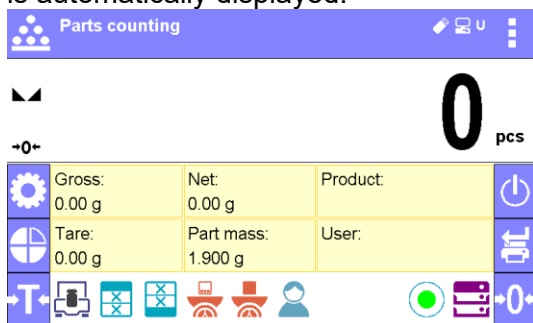 is automatically displayed.
Parts counting U
0 pcs
→0←
Gross: Net: Product:
0.00 g 0.00 g
Tare: Part mass: User:
0.00 g 1.900 g
→T← →0←